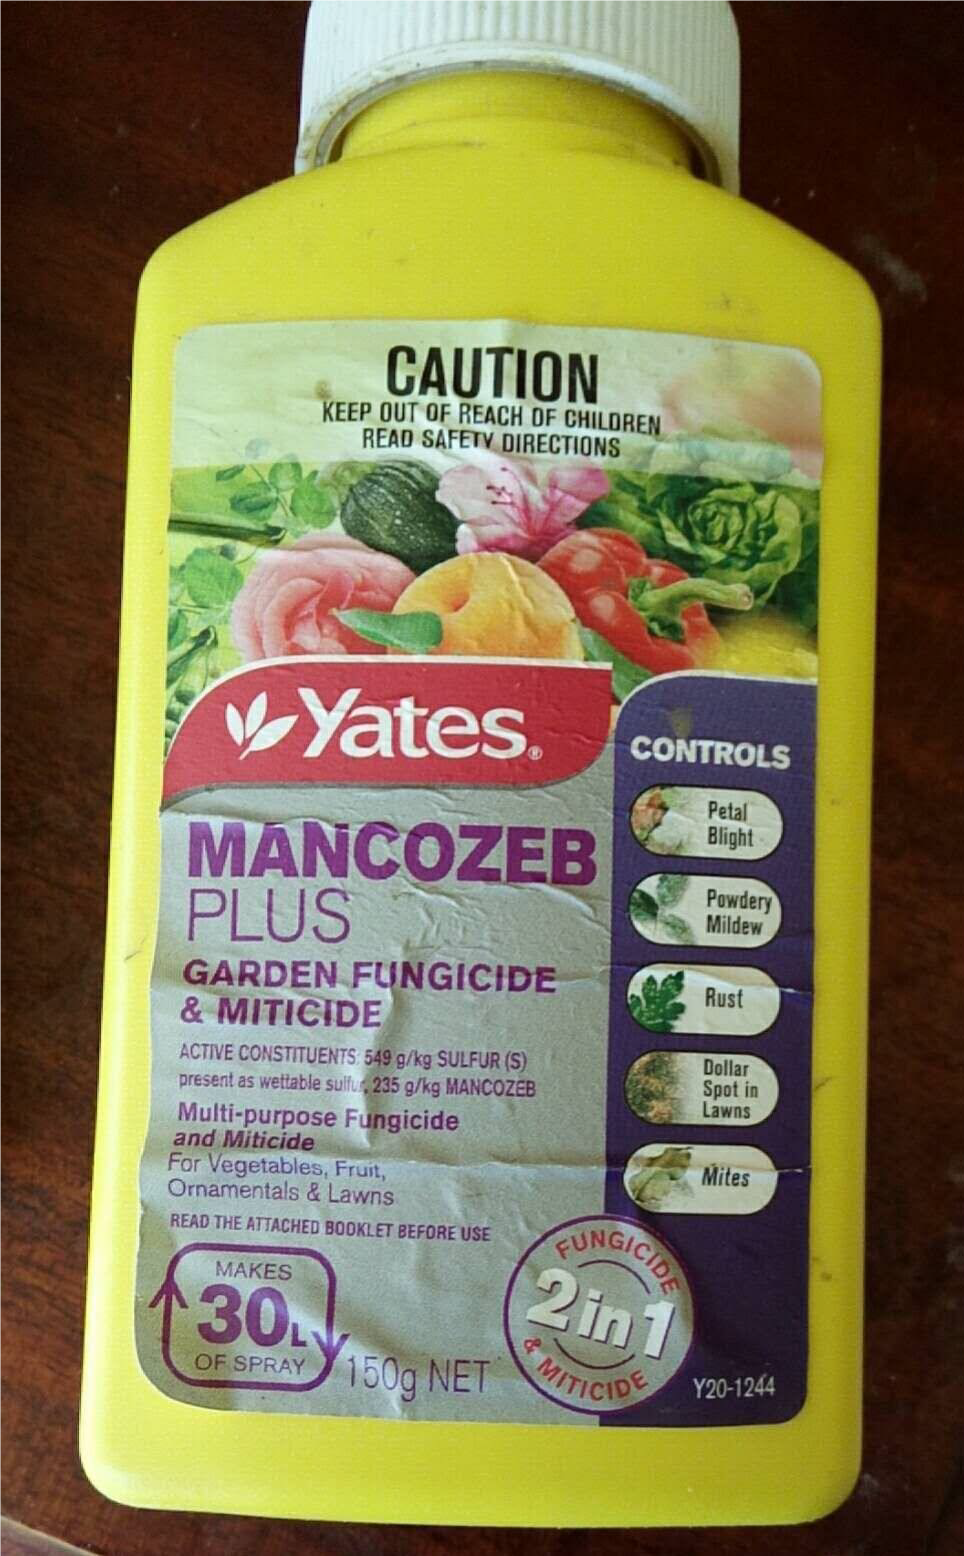 CAUTION
KEEP OUT OF REACH OF CHILDREN
READ SAFETY DIRECTIONS
Yates®
MANCOZEB
PLUS
GARDEN FUNGICIDE
& MITICIDE
ACTIVE CONSTITUENTS: 549 g/kg SULFUR (S)
present as wettable sulfur, 235 g/kg MANCOZEB
Multi-purpose Fungicide
and Miticide
For Vegetables, Fruit,
Ornamentals & Lawns
READ THE ATTACHED BOOKLET BEFORE USE
MAKES
30L
OF SPRAY
150g NET
CONTROLS
Petal
Blight
Powdery
Mildew
Rust
Dollar
Spot in
Lawns
Mites
FUNGICIDE
2in1
& MITICIDE
Y20-1244